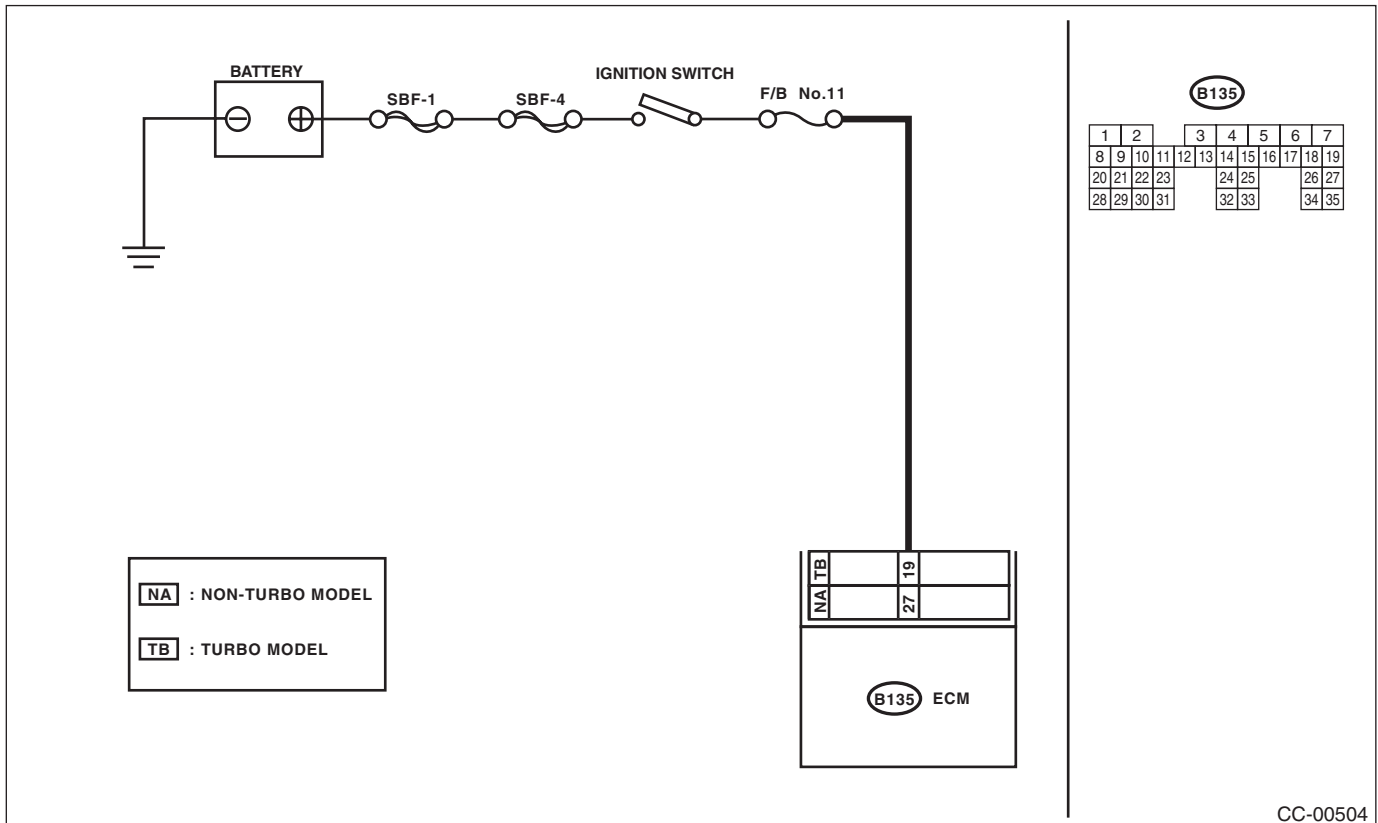 BATTERY
SBF-1
SBF-4
IGNITION SWITCH
F/B No.11
B135
1 2 3 4 5 6 7
8 9 10 11 12 13 14 15 16 17 18 19
20 21 22 23 24 25 26 27
28 29 30 31 32 33 34 35
TB 19
NA 27
B135 ECM
NA : NON-TURBO MODEL
TB : TURBO MODEL
CC-00504